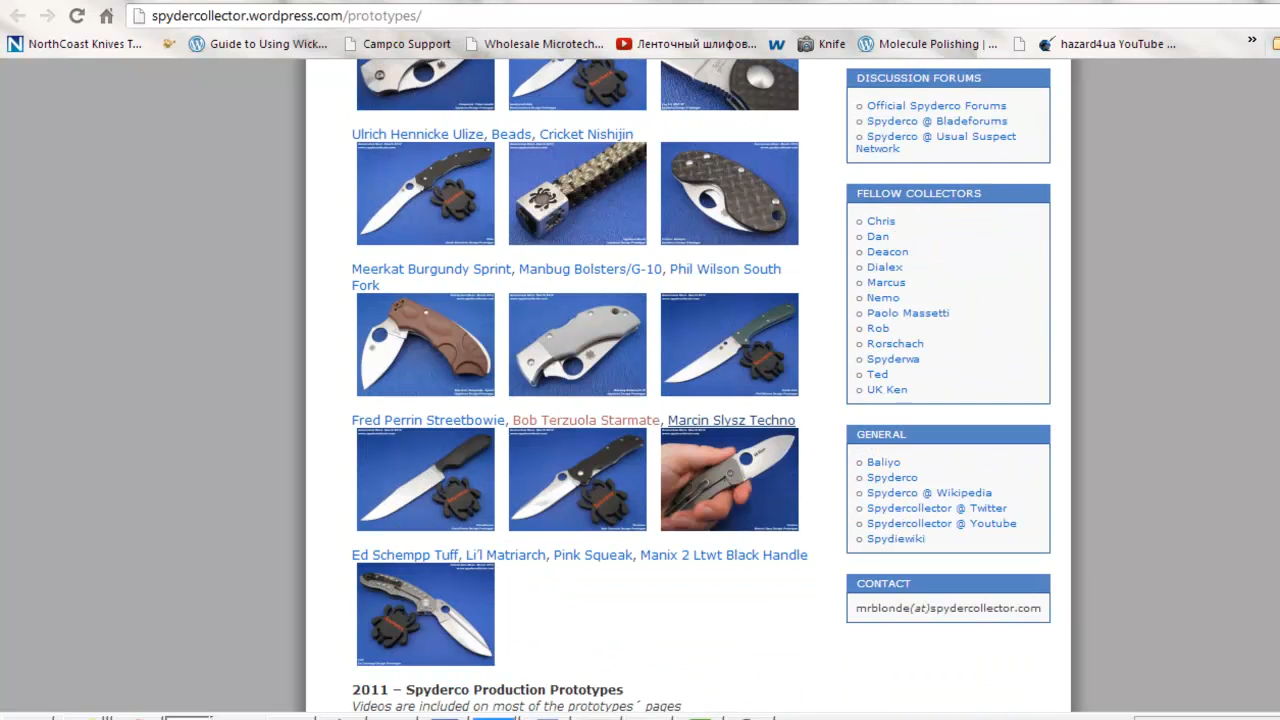 spydercollector.wordpress.com/prototypes/
NorthCoast Knives T... Guide to Using Wick... Campco Support Wholesale Microtech... Ленточный шлифов... Knife Molecule Polishing | ... hazard4ua YouTube ... »
Ulrich Hennicke Ulize, Beads, Cricket Nishijin
Meerkat Burgundy Sprint, Manbug Bolsters/G-10, Phil Wilson South
Fork
Fred Perrin Streetbowie, Bob Terzuola Starmate, Marcin Slysz Techno
Ed Schempp Tuff, Li'l Matriarch, Pink Squeak, Manix 2 Ltwt Black Handle
2011 – Spyderco Production Prototypes
Videos are included on most of the prototypes´ pages
DISCUSSION FORUMS
Official Spyderco Forums
Spyderco @ Bladeforums
Spyderco @ Usual Suspect
Network
FELLOW COLLECTORS
Chris
Dan
Deacon
Dialex
Marcus
Nemo
Paolo Massetti
Rob
Rorschach
Spyderwa
Ted
UK Ken
GENERAL
Baliyo
Spyderco
Spyderco @ Wikipedia
Spydercollector @ Twitter
Spydercollector @ Youtube
Spydiewiki
CONTACT
mrblonde(at)spydercollector.com